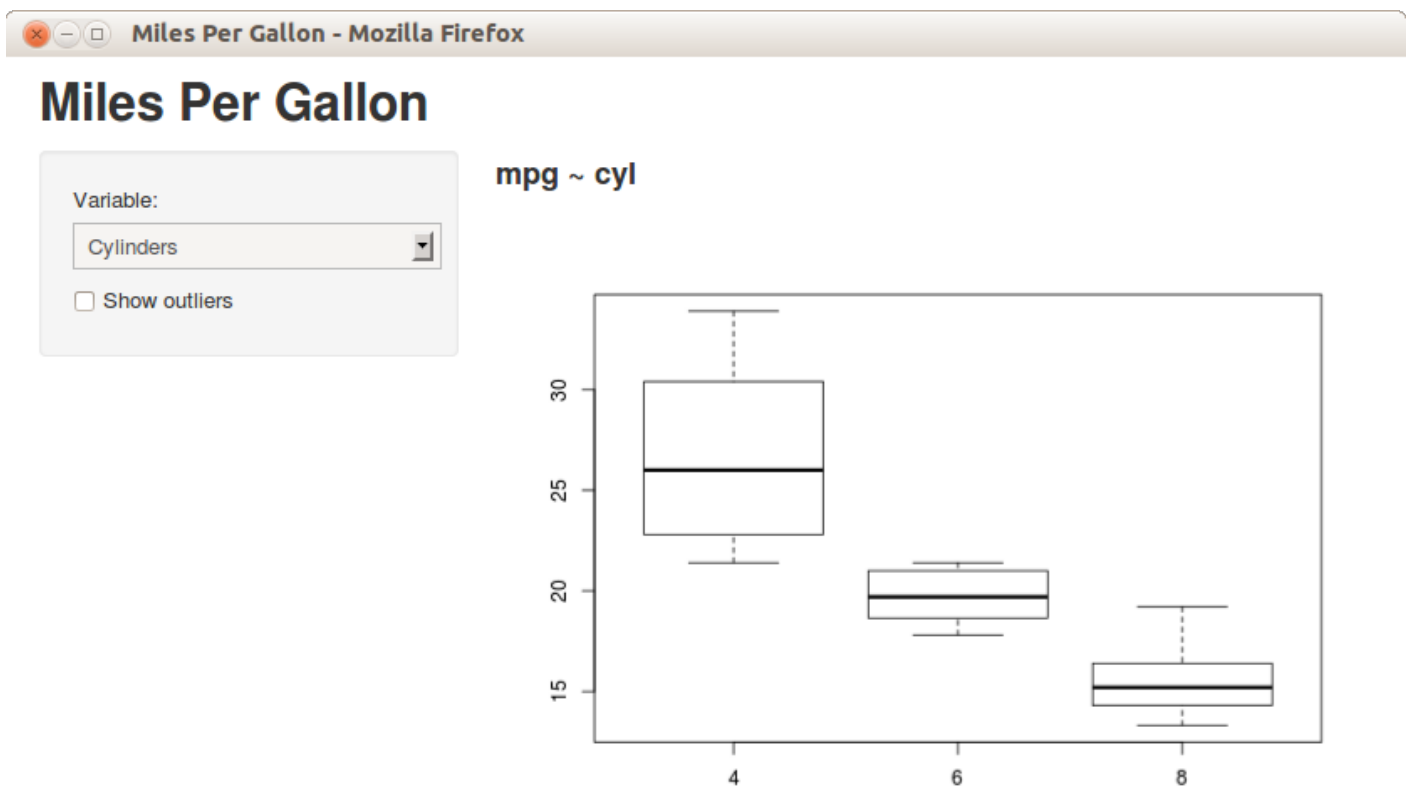 Miles Per Gallon - Mozilla Firefox
Miles Per Gallon
Variable:
Cylinders
Show outliers
mpg ~ cyl
30
25
20
15
4 6 8